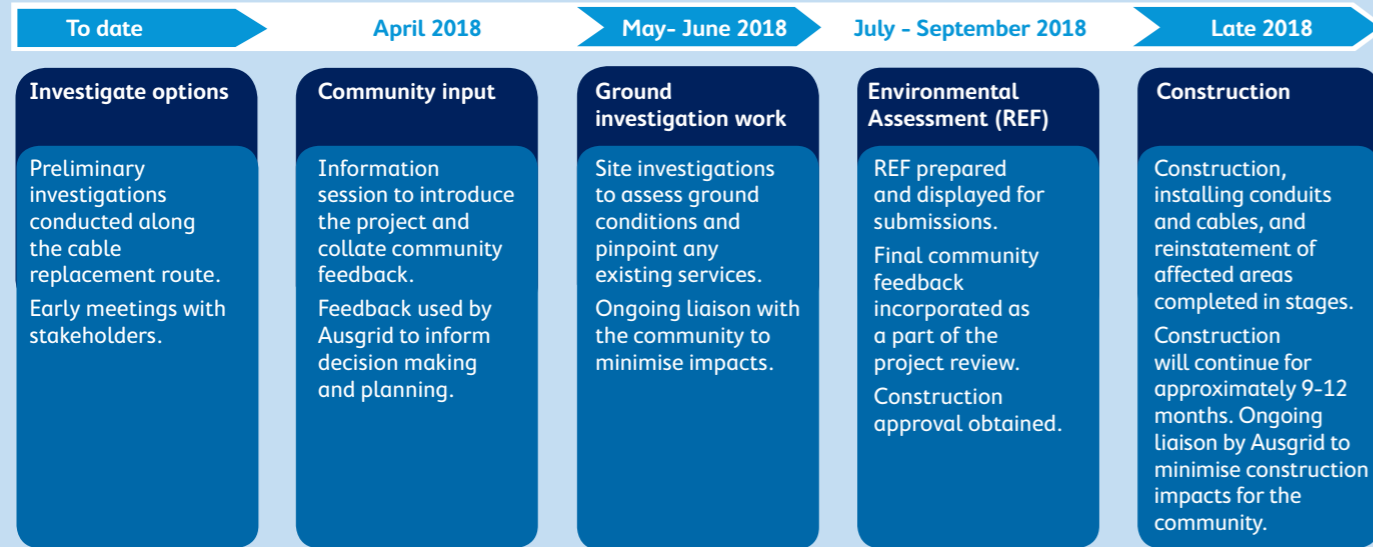 To date
April 2018
May- June 2018
July - September 2018
Late 2018
Investigate options
Preliminary
investigations
conducted along
the cable
replacement route.
Early meetings with
stakeholders.
Community input
Information
session to introduce
the project and
collate community
feedback.
Feedback used by
Ausgrid to inform
decision making
and planning.
Ground
investigation work
Site investigations
to assess ground
conditions and
pinpoint any
existing services.
Ongoing liaison with
the community to
minimise impacts.
Environmental
Assessment (REF)
REF prepared
and displayed for
submissions.
Final community
feedback
incorporated as
a part of the
project review.
Construction
approval obtained.
Construction
Construction,
installing conduits
and cables, and
reinstatement of
affected areas
completed in stages.
Construction
will continue for
approximately 9-12
months. Ongoing
liaison by Ausgrid to
minimise construction
impacts for the
community.